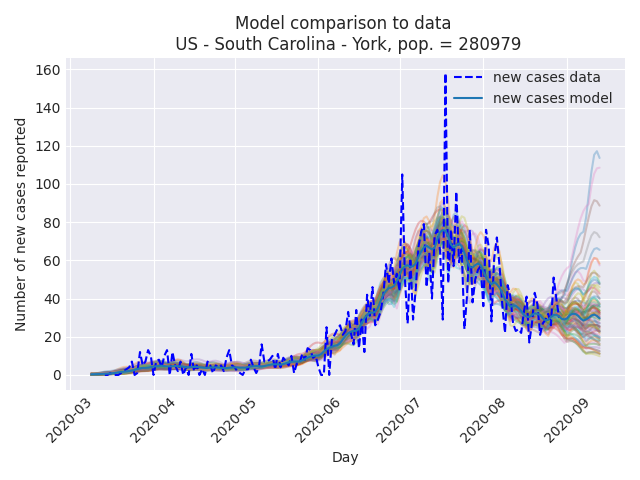 Model comparison to data
US - South Carolina - York, pop. = 280979
new cases data
new cases model
Number of new cases reported
160
140
120
100
80
60
40
20
0
2020-03
2020-04
2020-05
2020-06
2020-07
2020-08
2020-09
Day